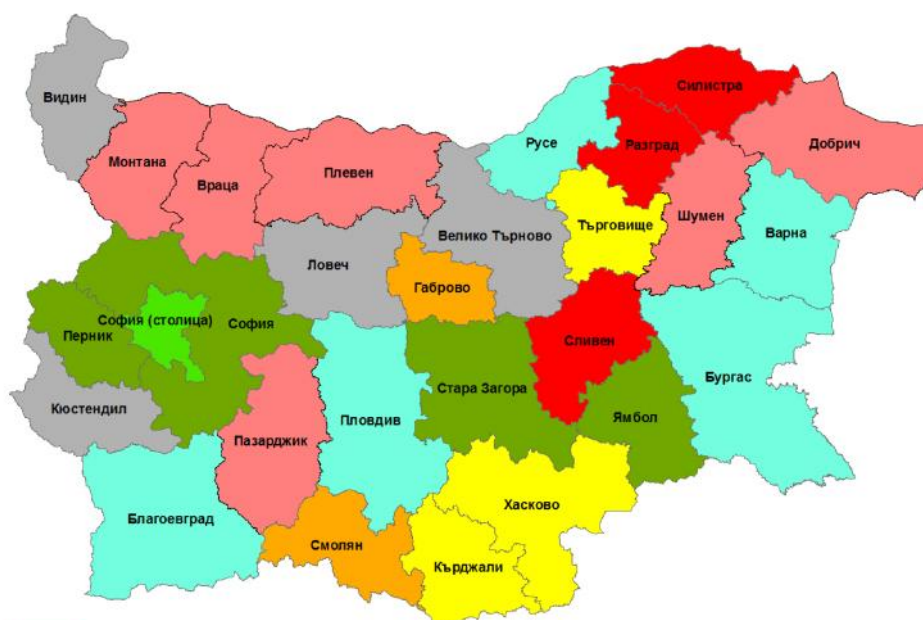 Видин
Силистра
Монтана
Враца
Плевен
Русе
Разград
Добрич
Шумен
Търговище
Варна
Велико Търново
Ловеч
Габрово
София (столица)
София
Перник
Сливен
Бургас
Стара Загора
Кюстендил
Ямбол
Пловдив
Пазарджик
Хасково
Благоевград
Смолян
Кърджали